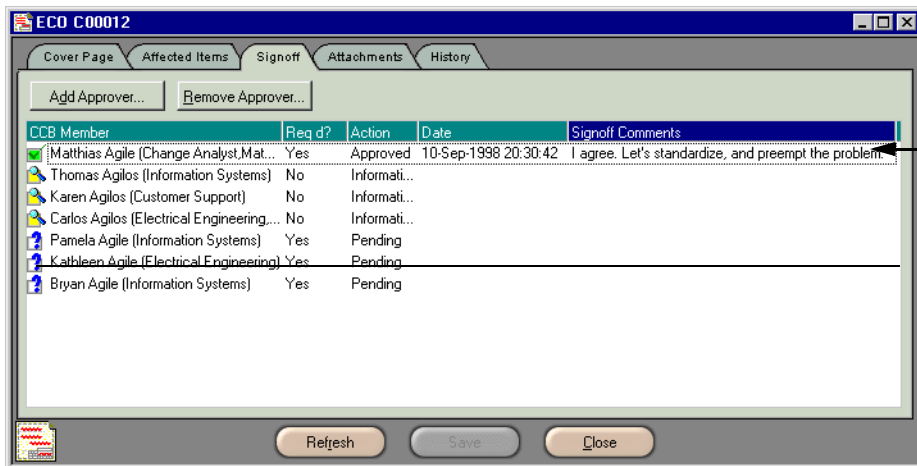 ECO C00012
Cover Page Affected Items Signoff Attachments History
Add Approver... Remove Approver...
CCB Member Req d? Action Date Signoff Comments
Matthias Agile (Change Analyst,Mat... Yes Approved 10-Sep-1998 20:30:42 I agree. Let's standardize, and preempt the problem.
Thomas Agilos (Information Systems) No Informati...
Karen Agilos (Customer Support) No Informati...
Carlos Agilos (Electrical Engineering,... No Informati...
Pamela Agile (Information Systems) Yes Pending
Kathleen Agile (Electrical Engineering) Yes Pending
Bryan Agile (Information Systems) Yes Pending
Refresh Save Close